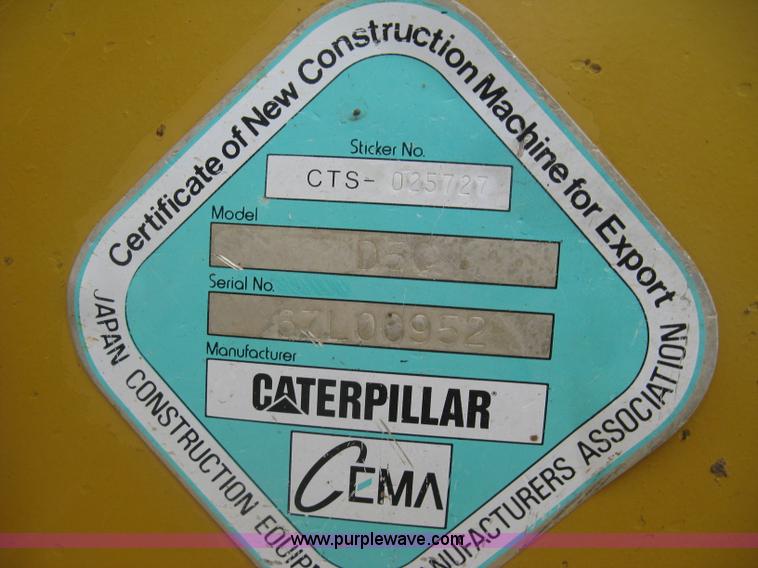 Certificate of New Construction Machine for Export
Sticker No.
CTS- 025727
Model
D5C
Serial No.
6ZL00952
Manufacturer
CATERPILLAR
CEMA
JAPAN CONSTRUCTION MANUFACTURERS ASSOCIATION
www.purplewave.com